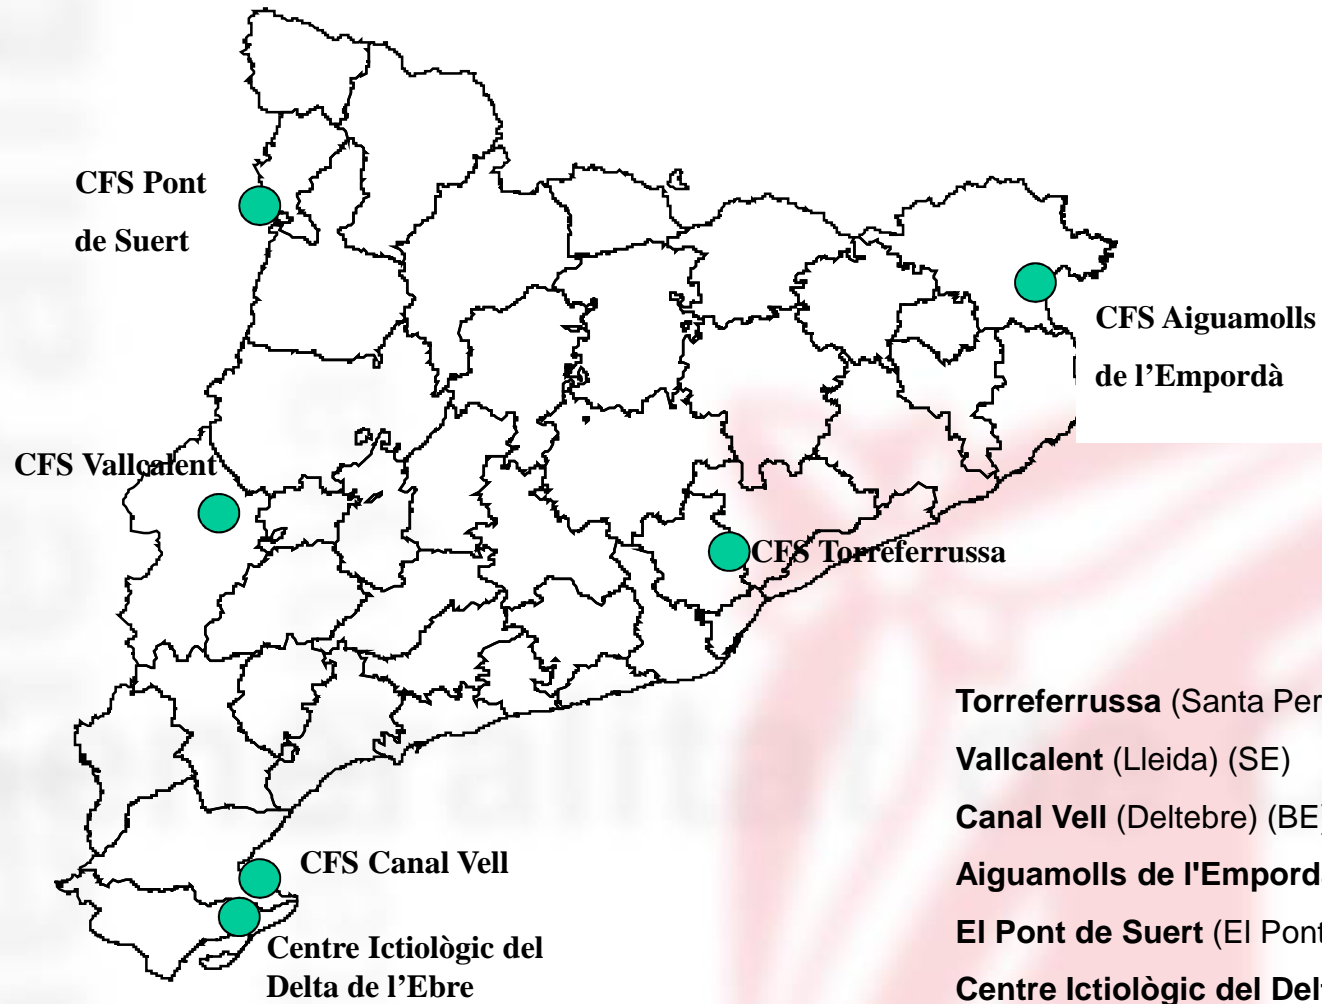 CFS Pont
de Suert
CFS Aiguamolls
de l’Empordà
CFS Vallcalent
CFS Torreferrussa
CFS Canal Vell
Centre Ictiològic del
Delta de l’Ebre
Torreferrussa (Santa Per
Vallcalent (Lleida) (SE)
Canal Vell (Deltebre) (BE)
Aiguamolls de l'Empord
El Pont de Suert (El Pont
Centre Ictiològic del Del